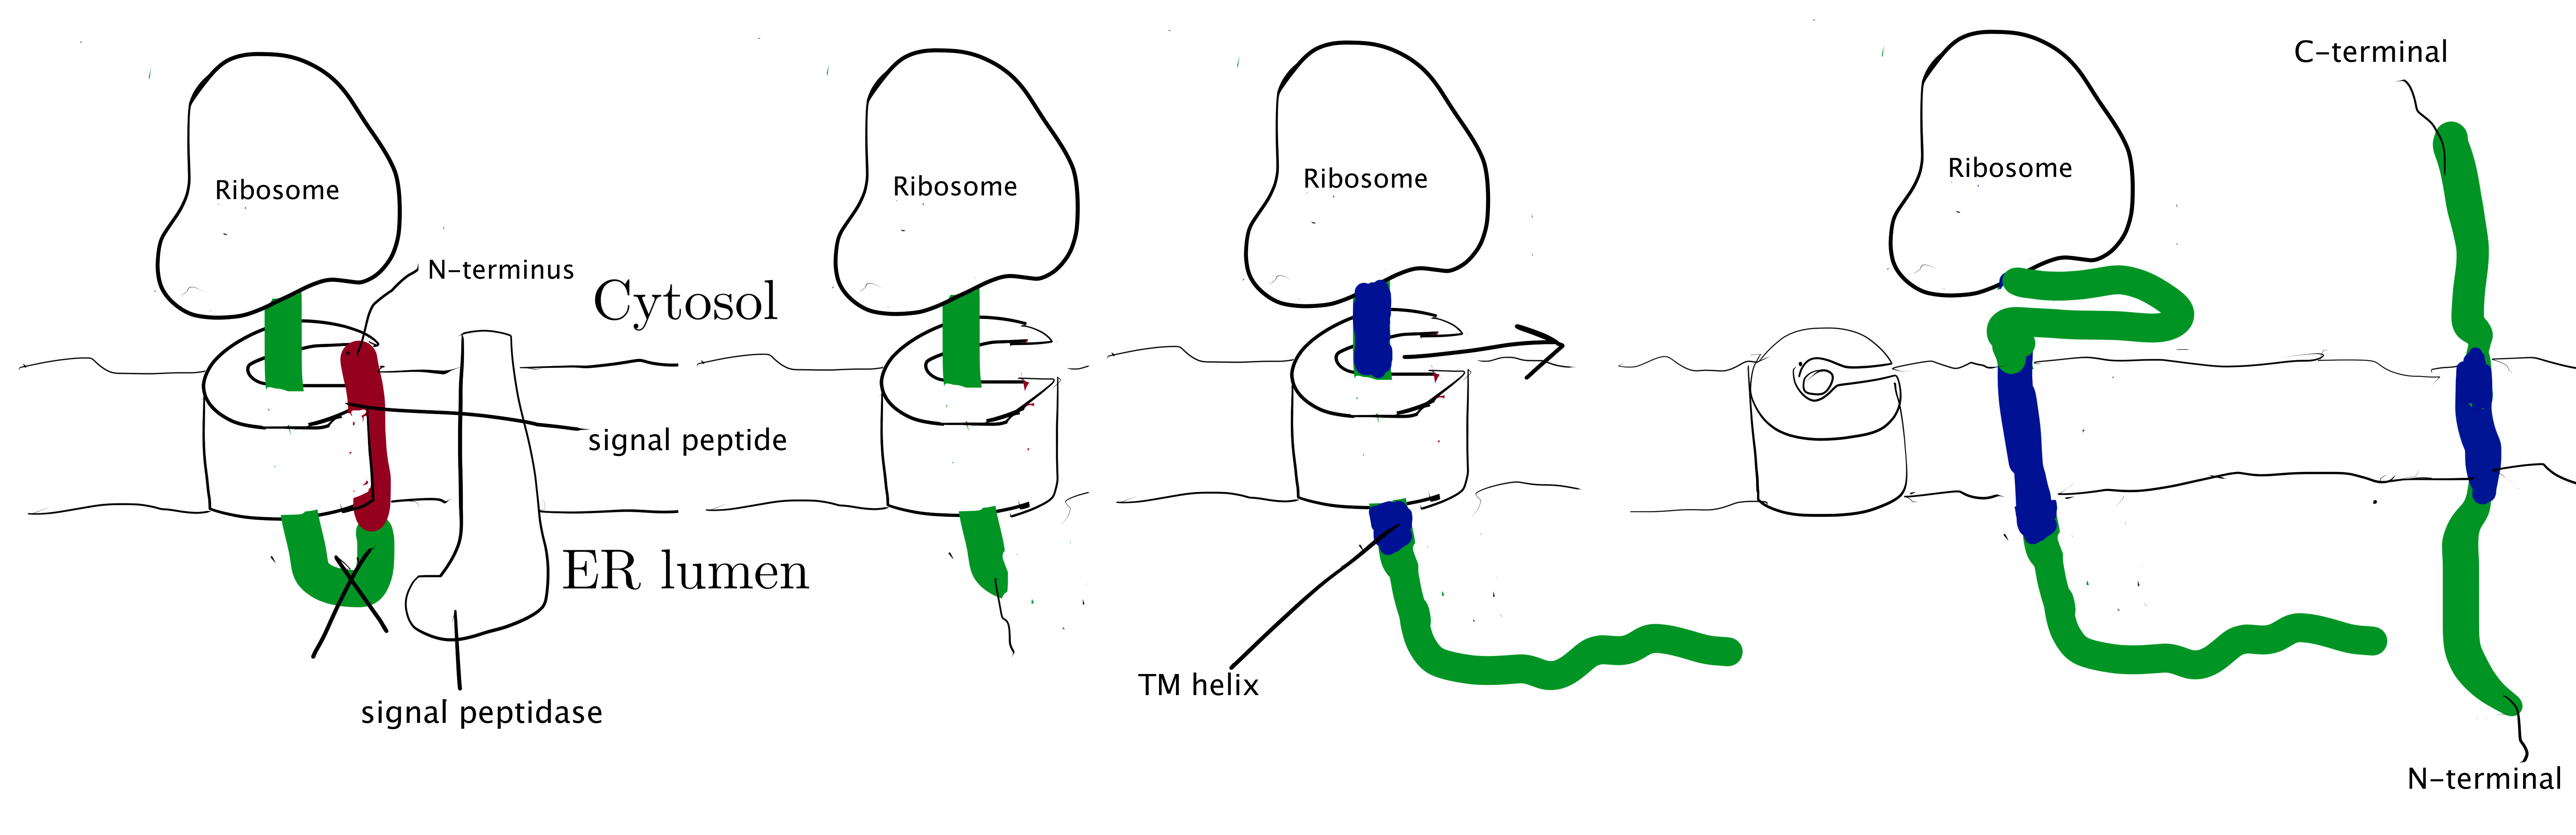 Ribosome
N-terminus
signal peptide
signal peptidase
Cytosol
ER lumen
Ribosome
Ribosome
TM helix
Ribosome
C-terminal
N-terminal